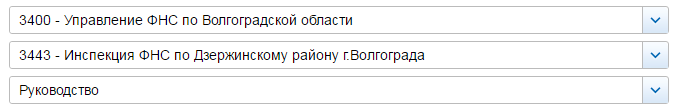 3400 - Управление ФНС по Волгоградской области
3443 - Инспекция ФНС по Дзержинскому району г.Волгограда
Руководство